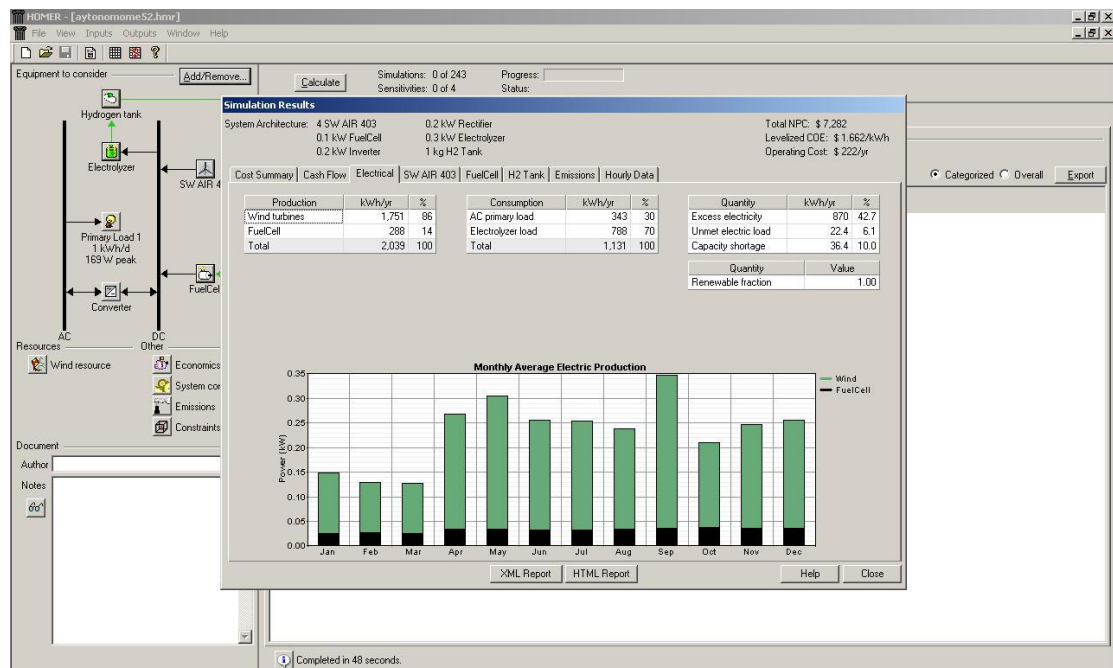 HOMER - [aytonomome52.hmr]
File View Inputs Outputs Window Help
Equipment to consider
Add/Remove...
Calculate
Simulations: 0 of 243
Progress:
Sensitivities: 0 of 4
Status:
Hydrogen tank
Electrolyzer
SW AIR 4
Primary Load 1
1 kWh/d
169 W peak
FuelCel
Converter
AC
DC
Resources
Other
Wind resource
Economics
System cor
Emissions
Constraints
Document
Author
Notes
Categorized
Overall
Export
Simulation Results
System Architecture: 4 SW AIR 403 0.2 kW Rectifier Total NPC: $ 7,282
0.1 kW FuelCell 0.3 kW Electrolyzer Levelized COE: $ 1.662/kWh
0.2 kW Inverter 1 kg H2 Tank Operating Cost: $ 222/yr
Cost Summary Cash Flow Electrical SW AIR 403 FuelCell H2 Tank Emissions Hourly Data
Production kWh/yr %
Wind turbines 1,751 86
FuelCell 288 14
Total 2,039 100
Consumption kWh/yr %
AC primary load 343 30
Electrolyzer load 788 70
Total 1,131 100
Quantity kWh/yr %
Excess electricity 870 42.7
Unmet electric load 22.4 6.1
Capacity shortage 36.4 10.0
Quantity Value
Renewable fraction 1.00
Monthly Average Electric Production
Power (kW)
0.35
0.30
0.25
0.20
0.15
0.10
0.05
0.00
Jan Feb Mar Apr May Jun Jul Aug Sep Oct Nov Dec
Wind
FuelCell
XML Report HTML Report Help Close
Completed in 48 seconds.